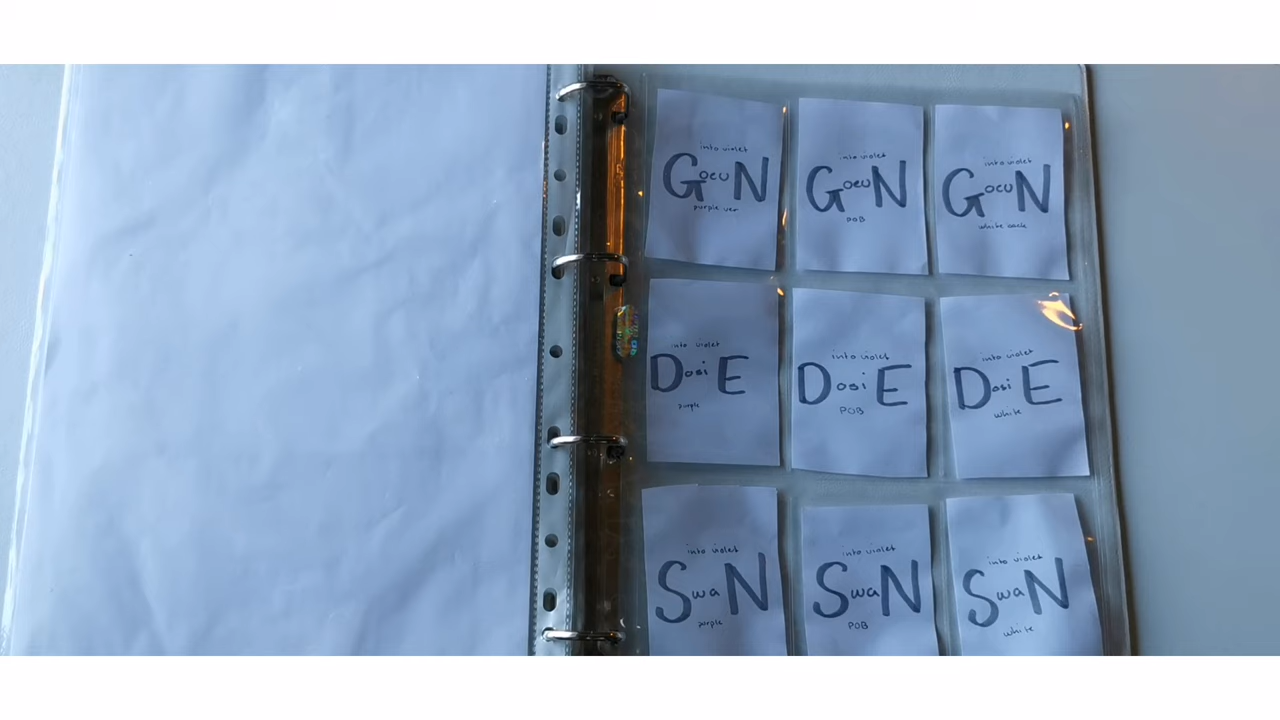 into violet
GoeuN
purple ver
into violet
GoeuN
POB
into violet
GoeuN
white back
into violet
DosiE
purple
into violet
DosiE
POB
into violet
DosiE
white
into violet
SwaN
purple
into violet
SwaN
POB
into violet
SwaN
white